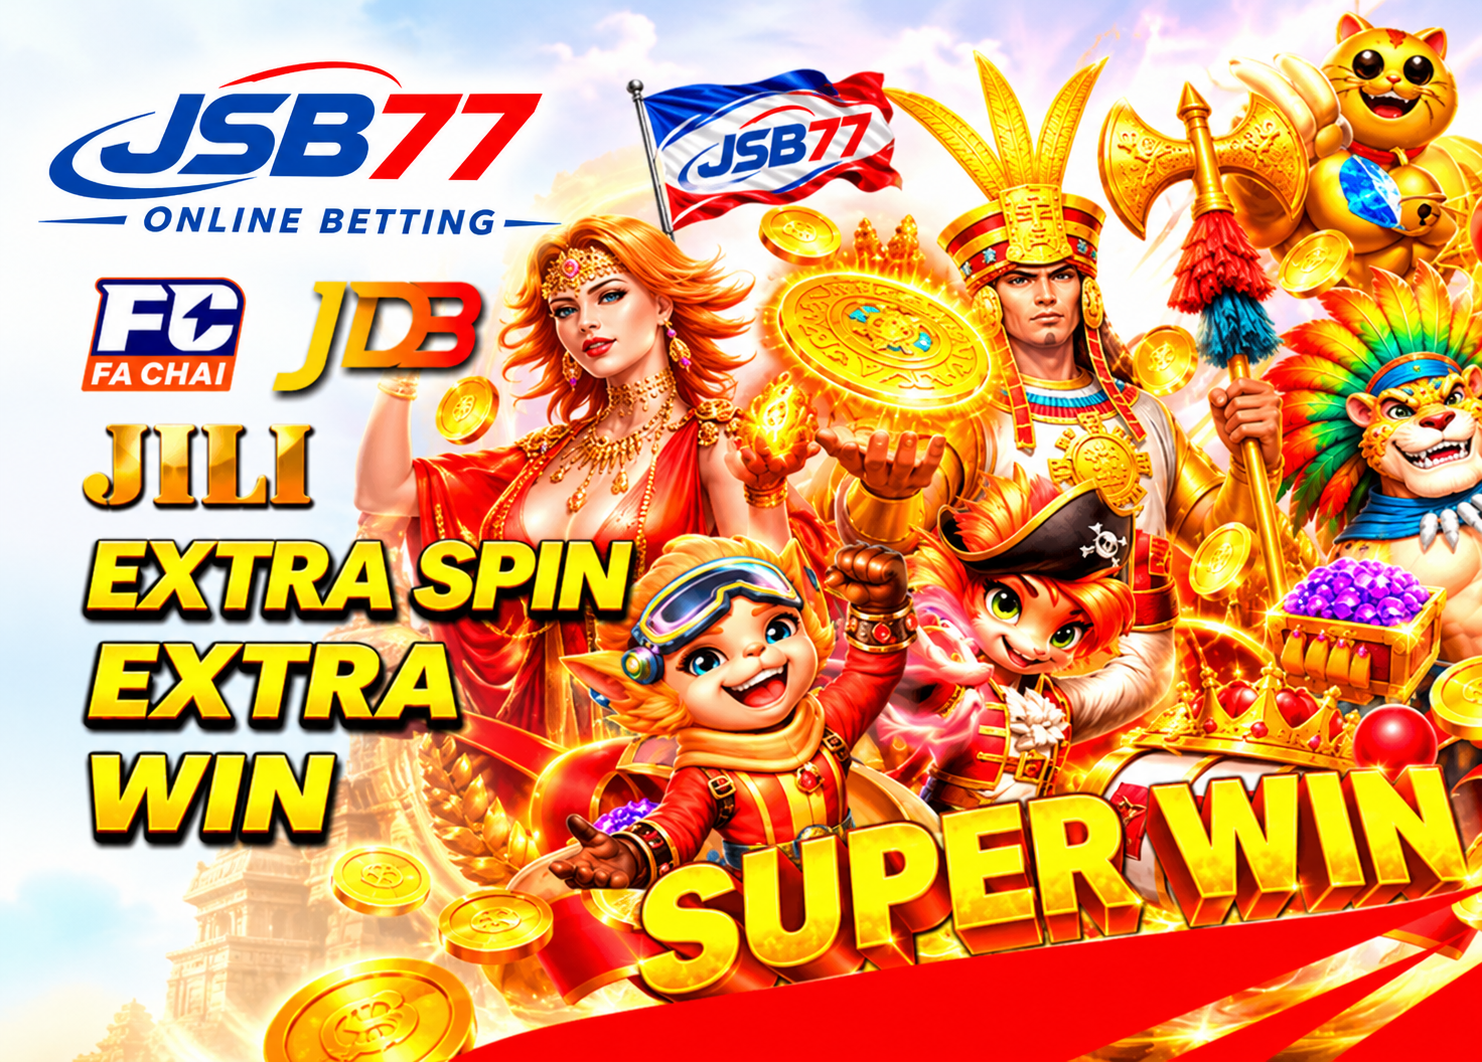 JSB77
ONLINE BETTING
JSB77
FC
FA CHAI
JDB
JILI
EXTRA SPIN
EXTRA
WIN
SUPER WIN